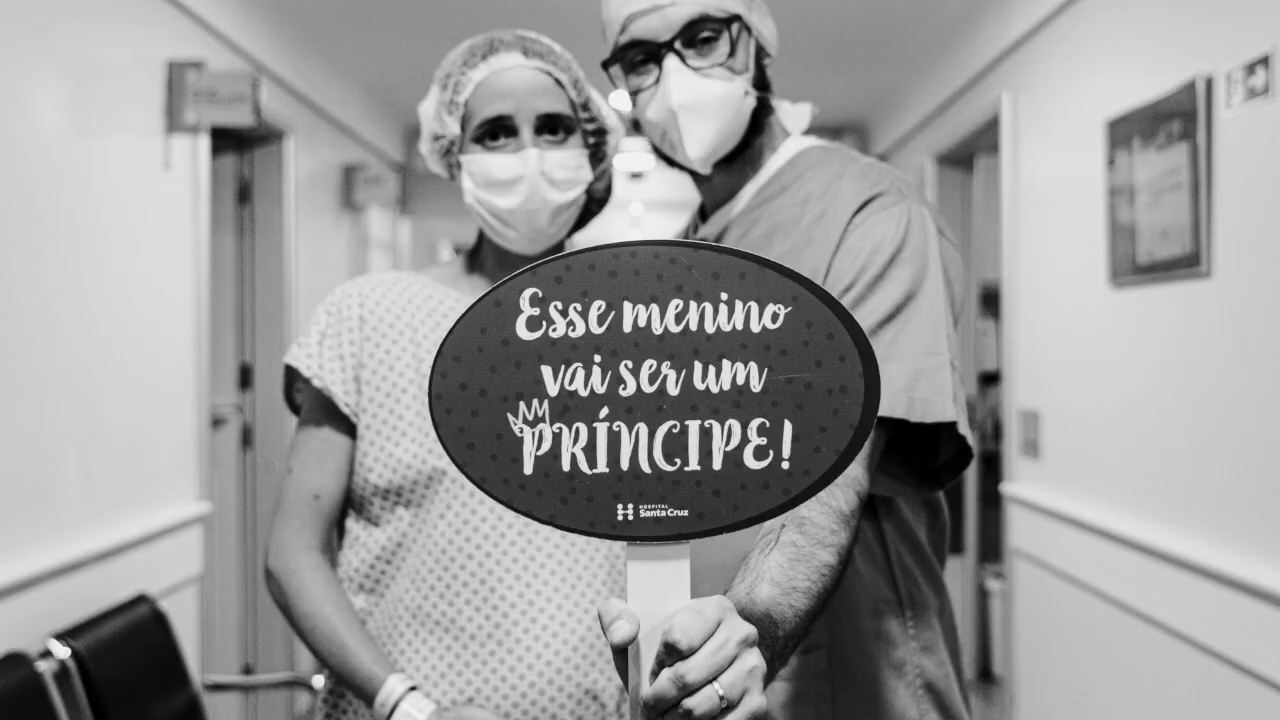 Esse menino
vai ser um
PRÍNCIPE!
HOSPITAL
Santa Cruz